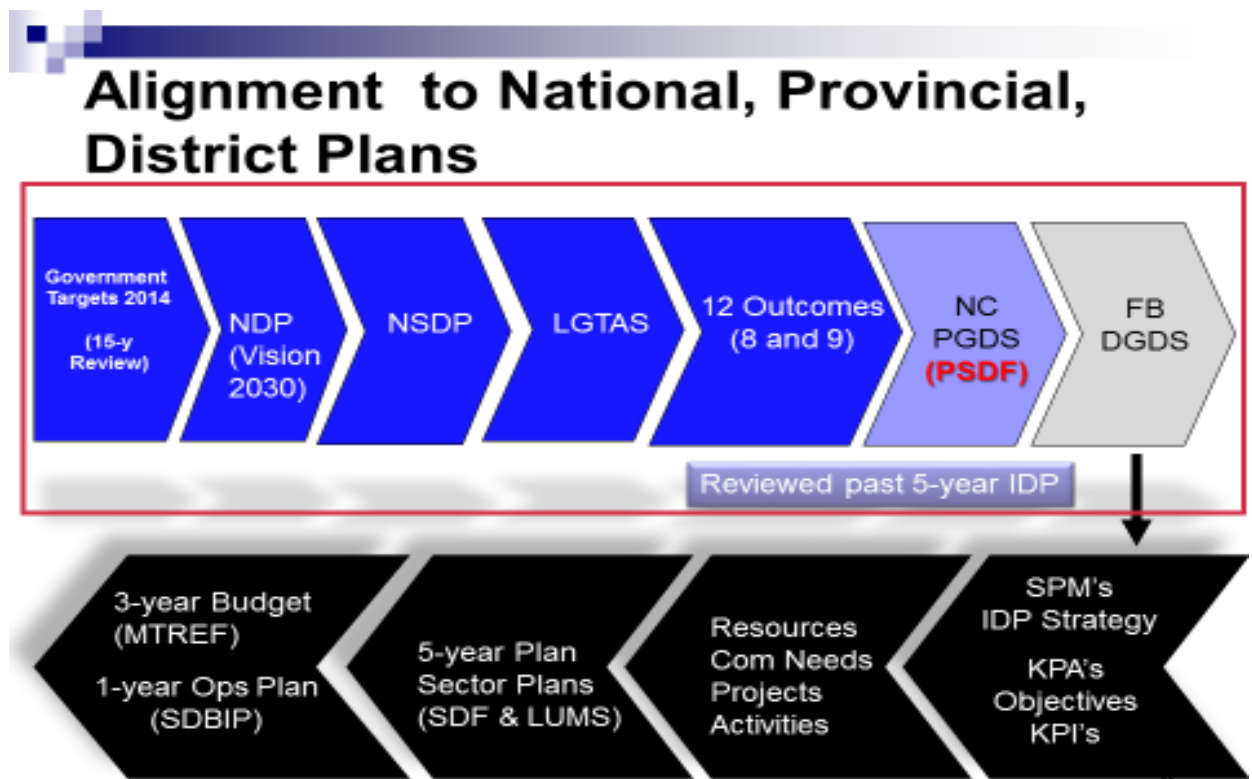 Alignment to National, Provincial,
District Plans
Government
Targets 2014
(15-y
Review)
NDP
(Vision
2030)
NSDP
LGTAS
12 Outcomes
(8 and 9)
NC
PGDS
(PSDF)
FB
DGDS
Reviewed past 5-year IDP
SPM's
IDP Strategy
KPA's
Objectives
KPI's
Resources
Com Needs
Projects
Activities
5-year Plan
Sector Plans
(SDF & LUMS)
3-year Budget
(MTREF)
1-year Ops Plan
(SDBIP)